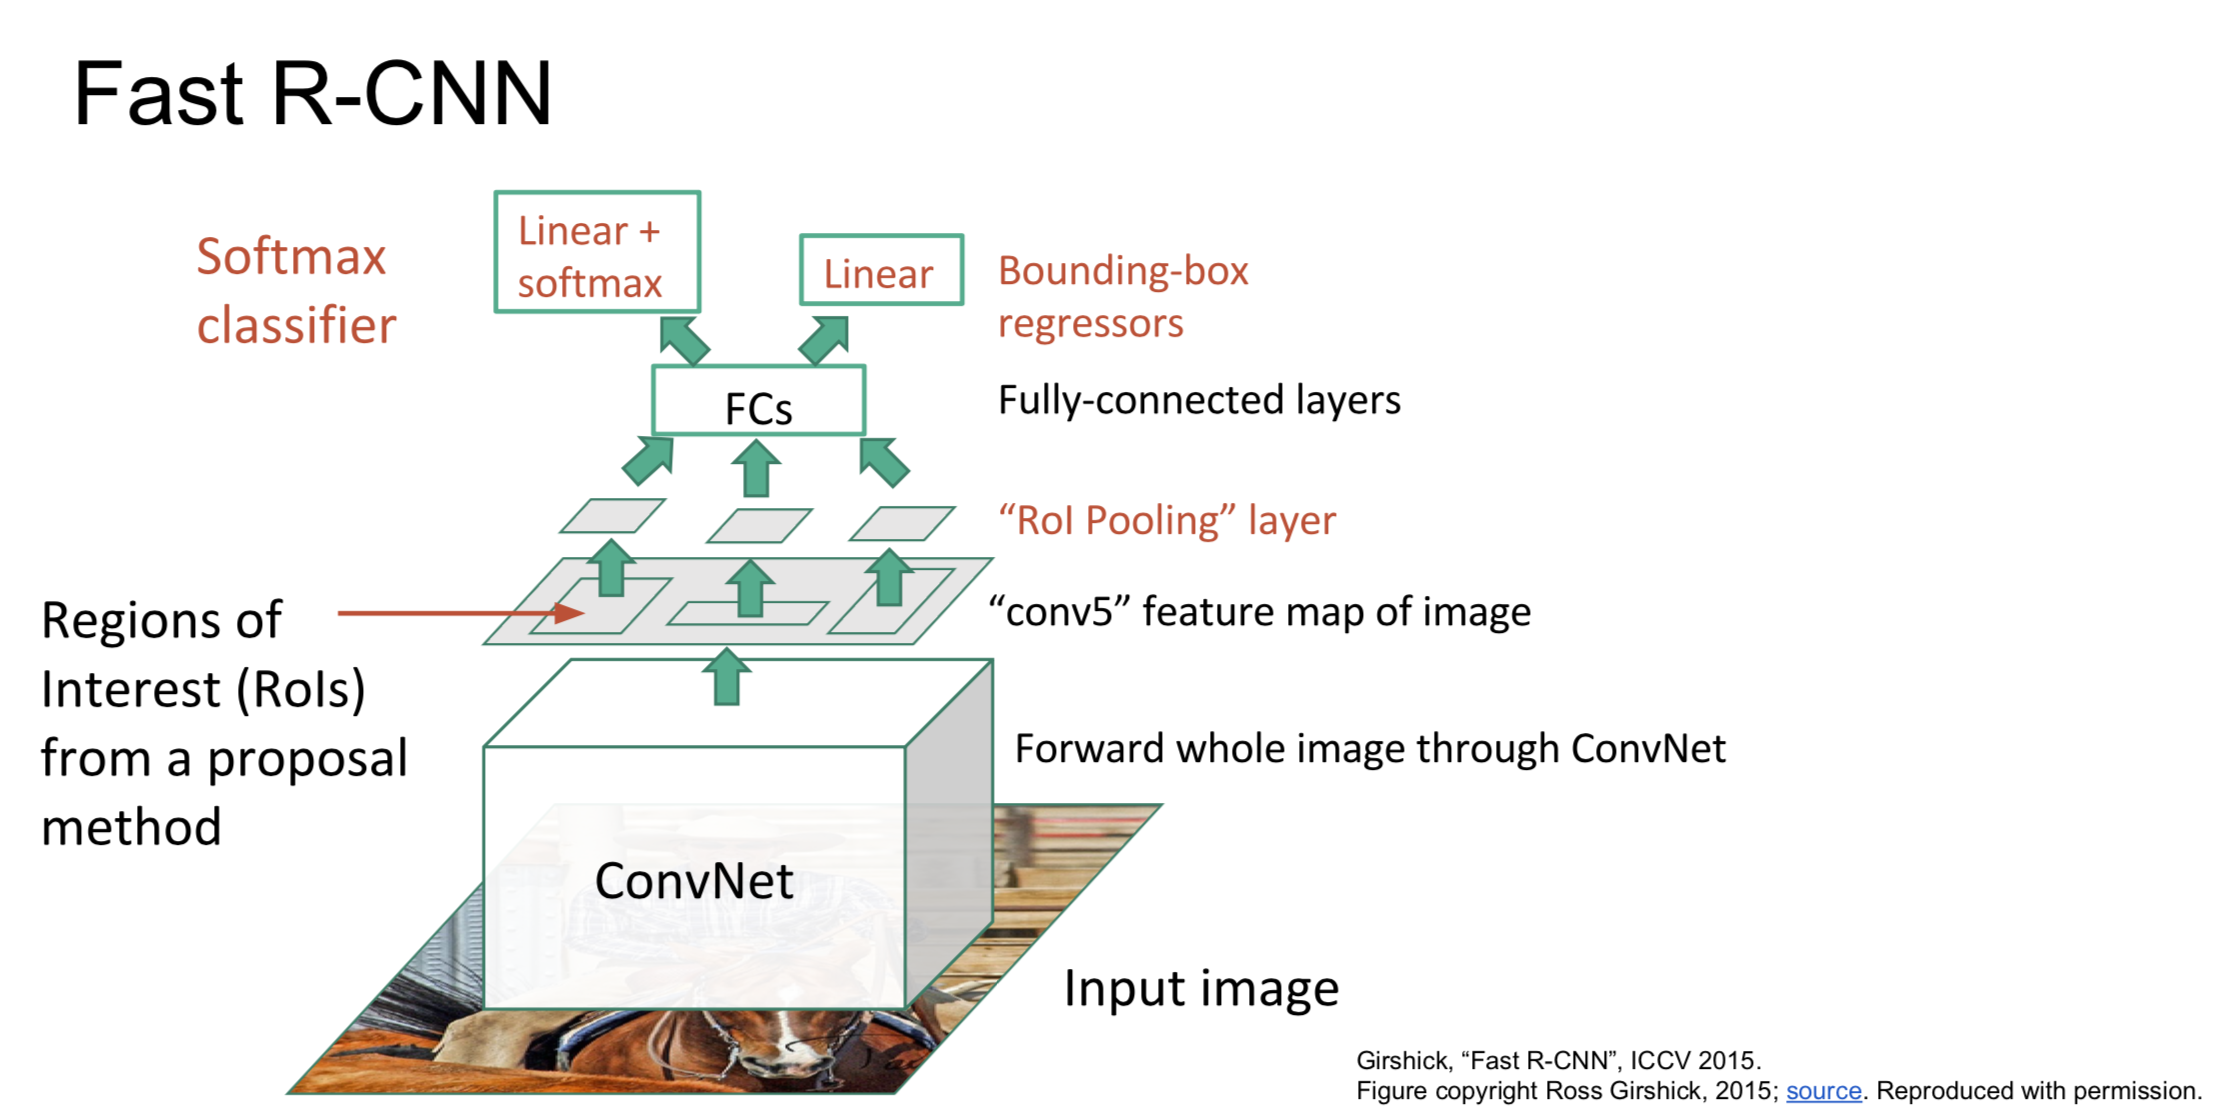 Fast R-CNN
Softmax
classifier
Linear +
softmax
Linear
Bounding-box
regressors
FCs
Fully-connected layers
“RoI Pooling” layer
Regions of
Interest (RoIs)
from a proposal
method
“conv5” feature map of image
Forward whole image through ConvNet
ConvNet
Input image
Girshick, “Fast R-CNN”, ICCV 2015.
Figure copyright Ross Girshick, 2015; source. Reproduced with permission.